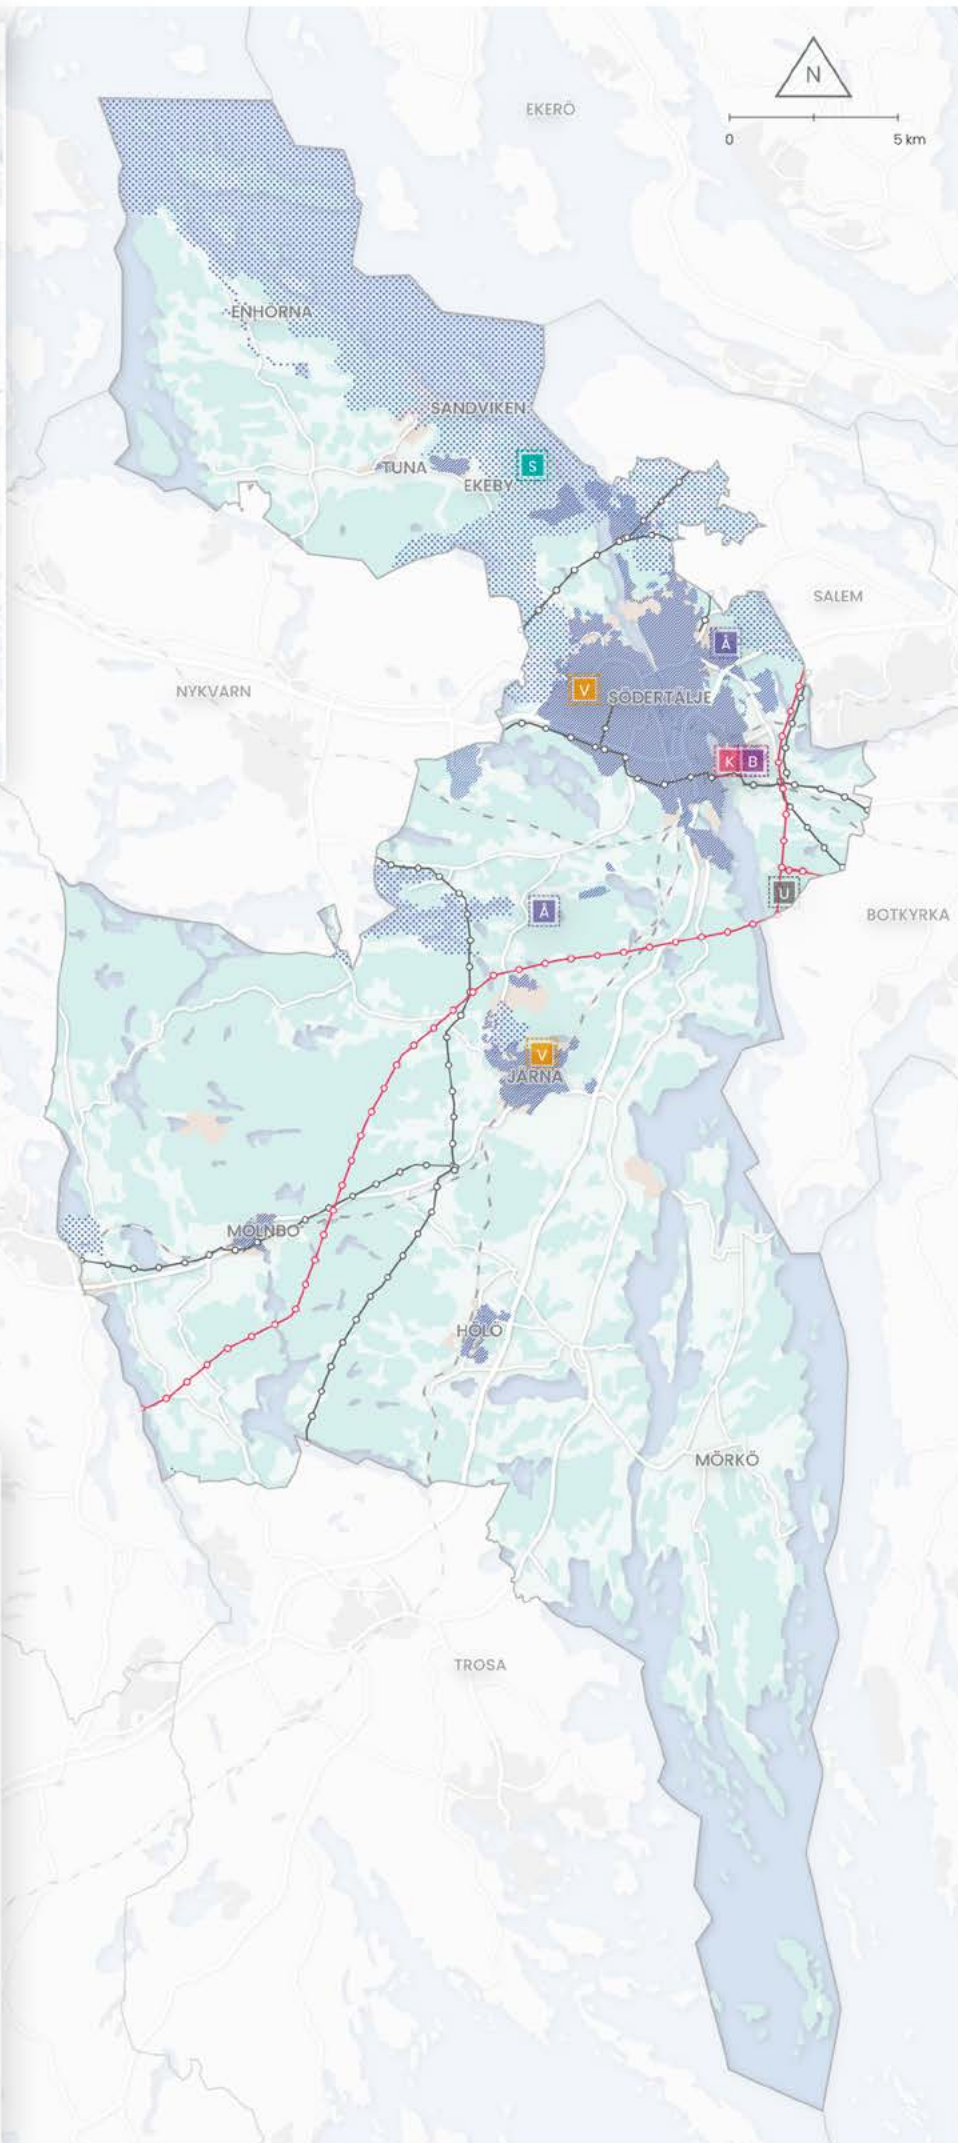 N
EKERÖ
0 5 km
ENHÖRNA
SANDVIKEN
TUNA
S
EKEBY
SALEM
Å
V
NYKVARN
SÖDERTÄLJE
K B
U
Å
BOTKYRKA
V
JÄRNA
MÖLNBO
HÖLÖ
MÖRKÖ
TROSA